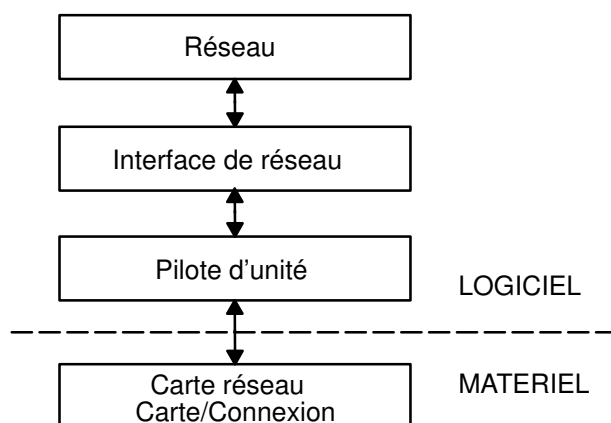 Réseau
Interface de réseau
Pilote d'unité
LOGICIEL
Carte réseau
Carte/Connexion
MATERIEL